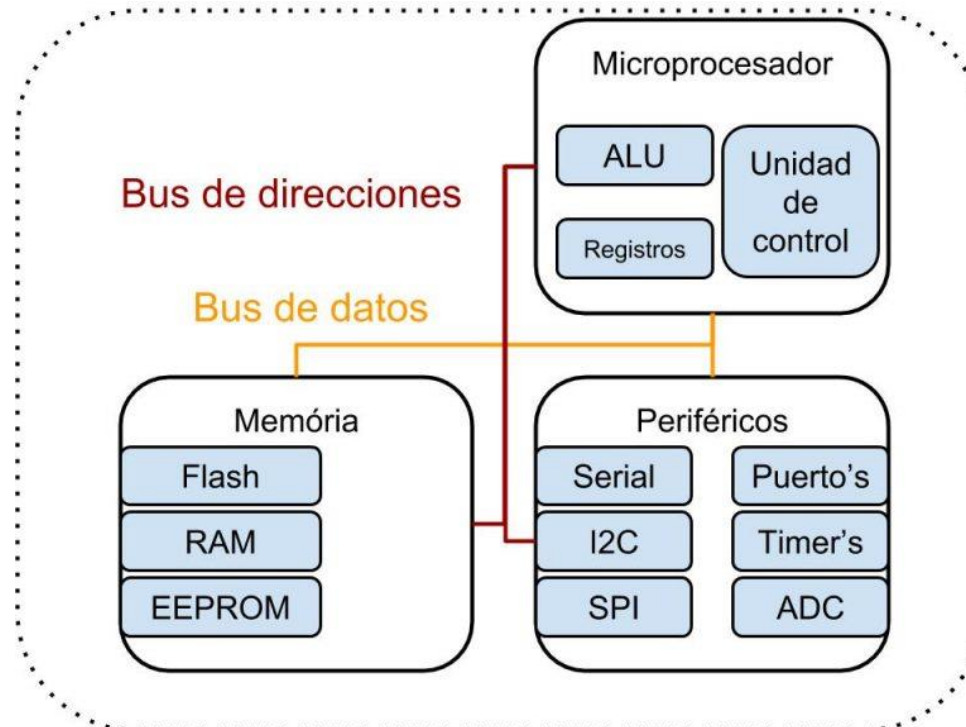 Microprocesador
ALU
Unidad
de
control
Registros
Bus de direcciones
Bus de datos
Memória
Flash
RAM
EEPROM
Periféricos
Serial
Puerto's
I2C
Timer's
SPI
ADC